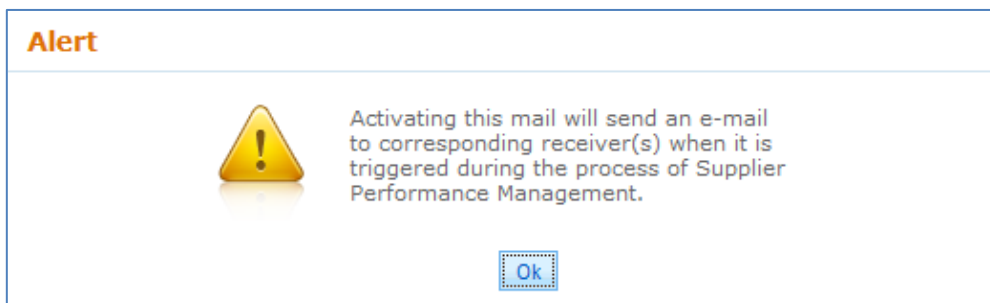 Alert
Activating this mail will send an e-mail
to corresponding receiver(s) when it is
triggered during the process of Supplier
Performance Management.
Ok